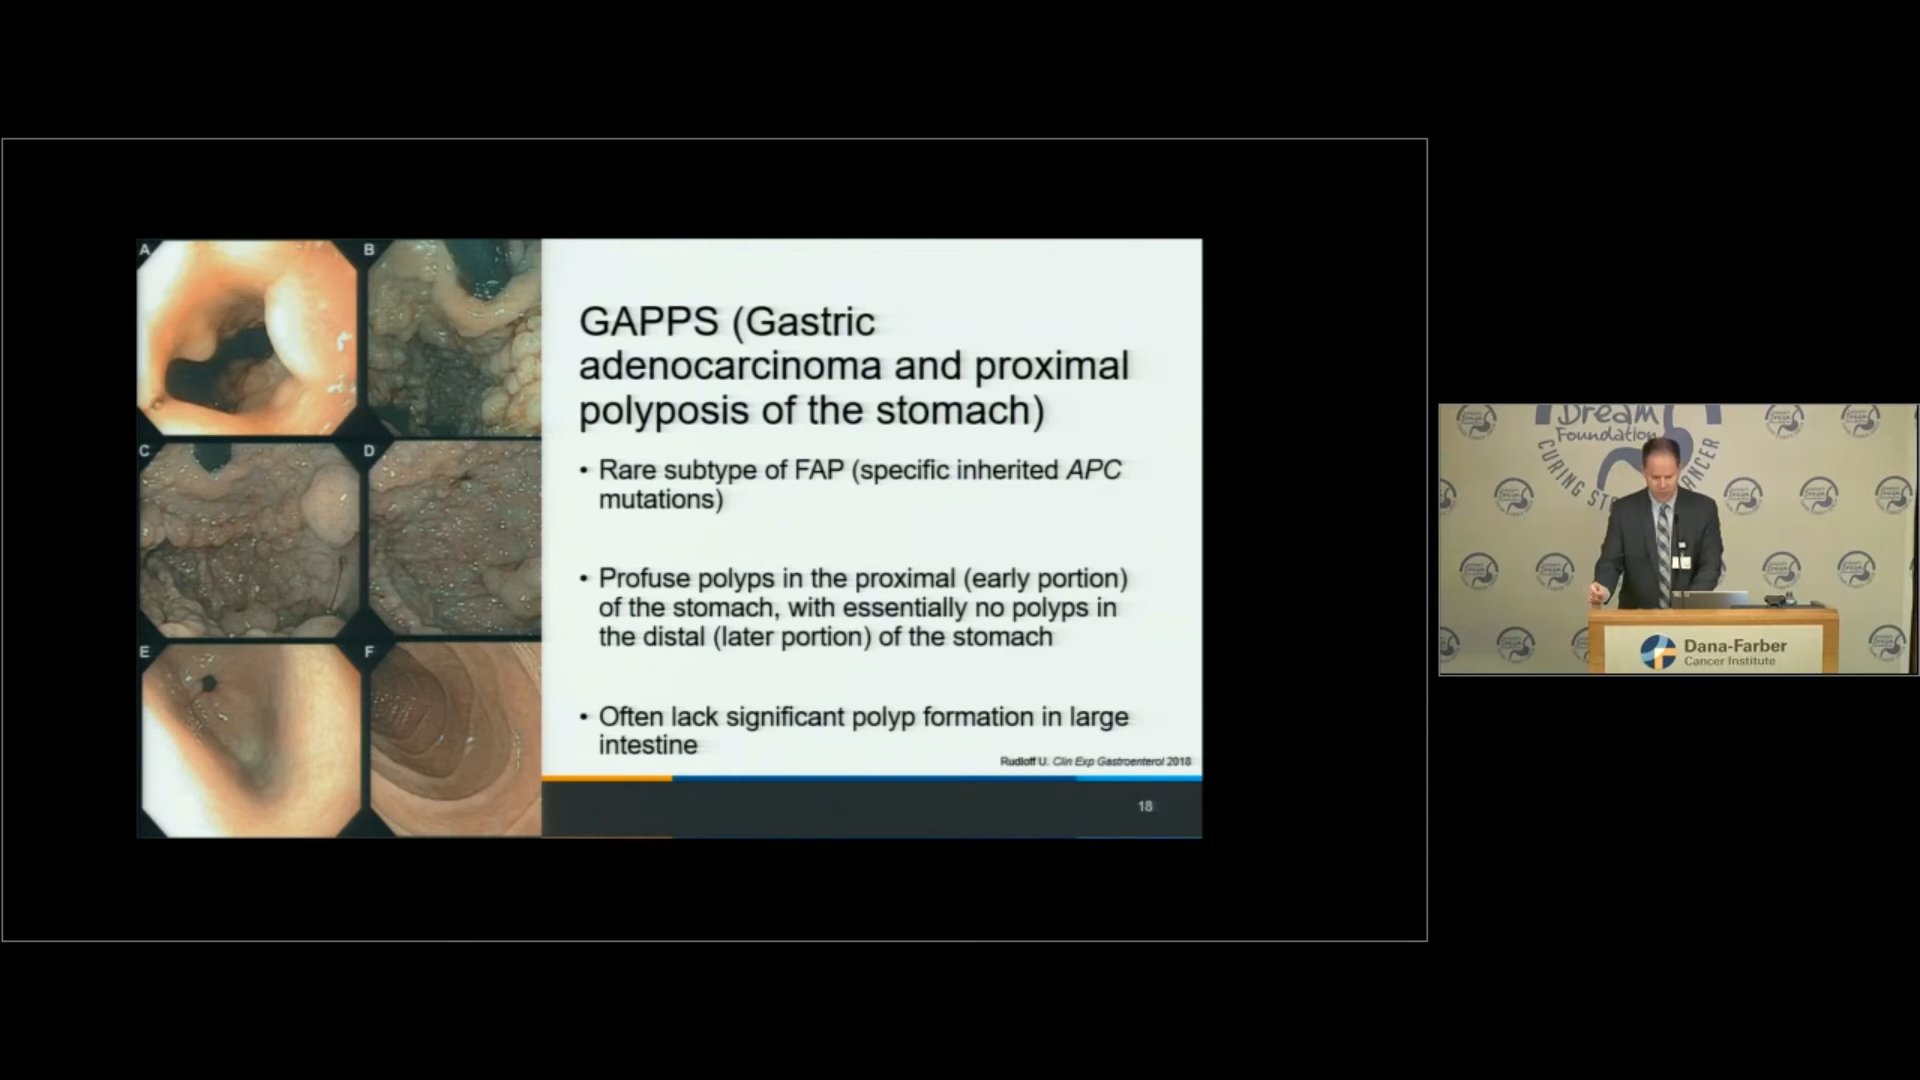 A
B
C
D
E
F
GAPPS (Gastric
adenocarcinoma and proximal
polyposis of the stomach)
• Rare subtype of FAP (specific inherited APC
mutations)
• Profuse polyps in the proximal (early portion)
of the stomach, with essentially no polyps in
the distal (later portion) of the stomach
• Often lack significant polyp formation in large
intestine
Rudloff U. Clin Exp Gastroenterol 2018
18
Dream
Foundation
CURING
Dana-Farber
Cancer Institute